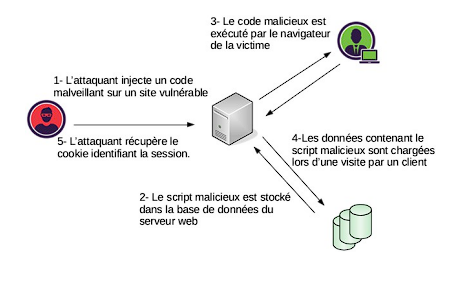 3- Le code malicieux est
exécuté par le navigateur
de la victime
1- L'attaquant injecte un code
malveillant sur un site vulnérable
5- L'attaquant récupère le
cookie identifiant la session.
4-Les données contenant le
script malicieux sont chargées
lors d'une visite par un client
2- Le script malicieux est stocké
dans la base de données du
serveur web